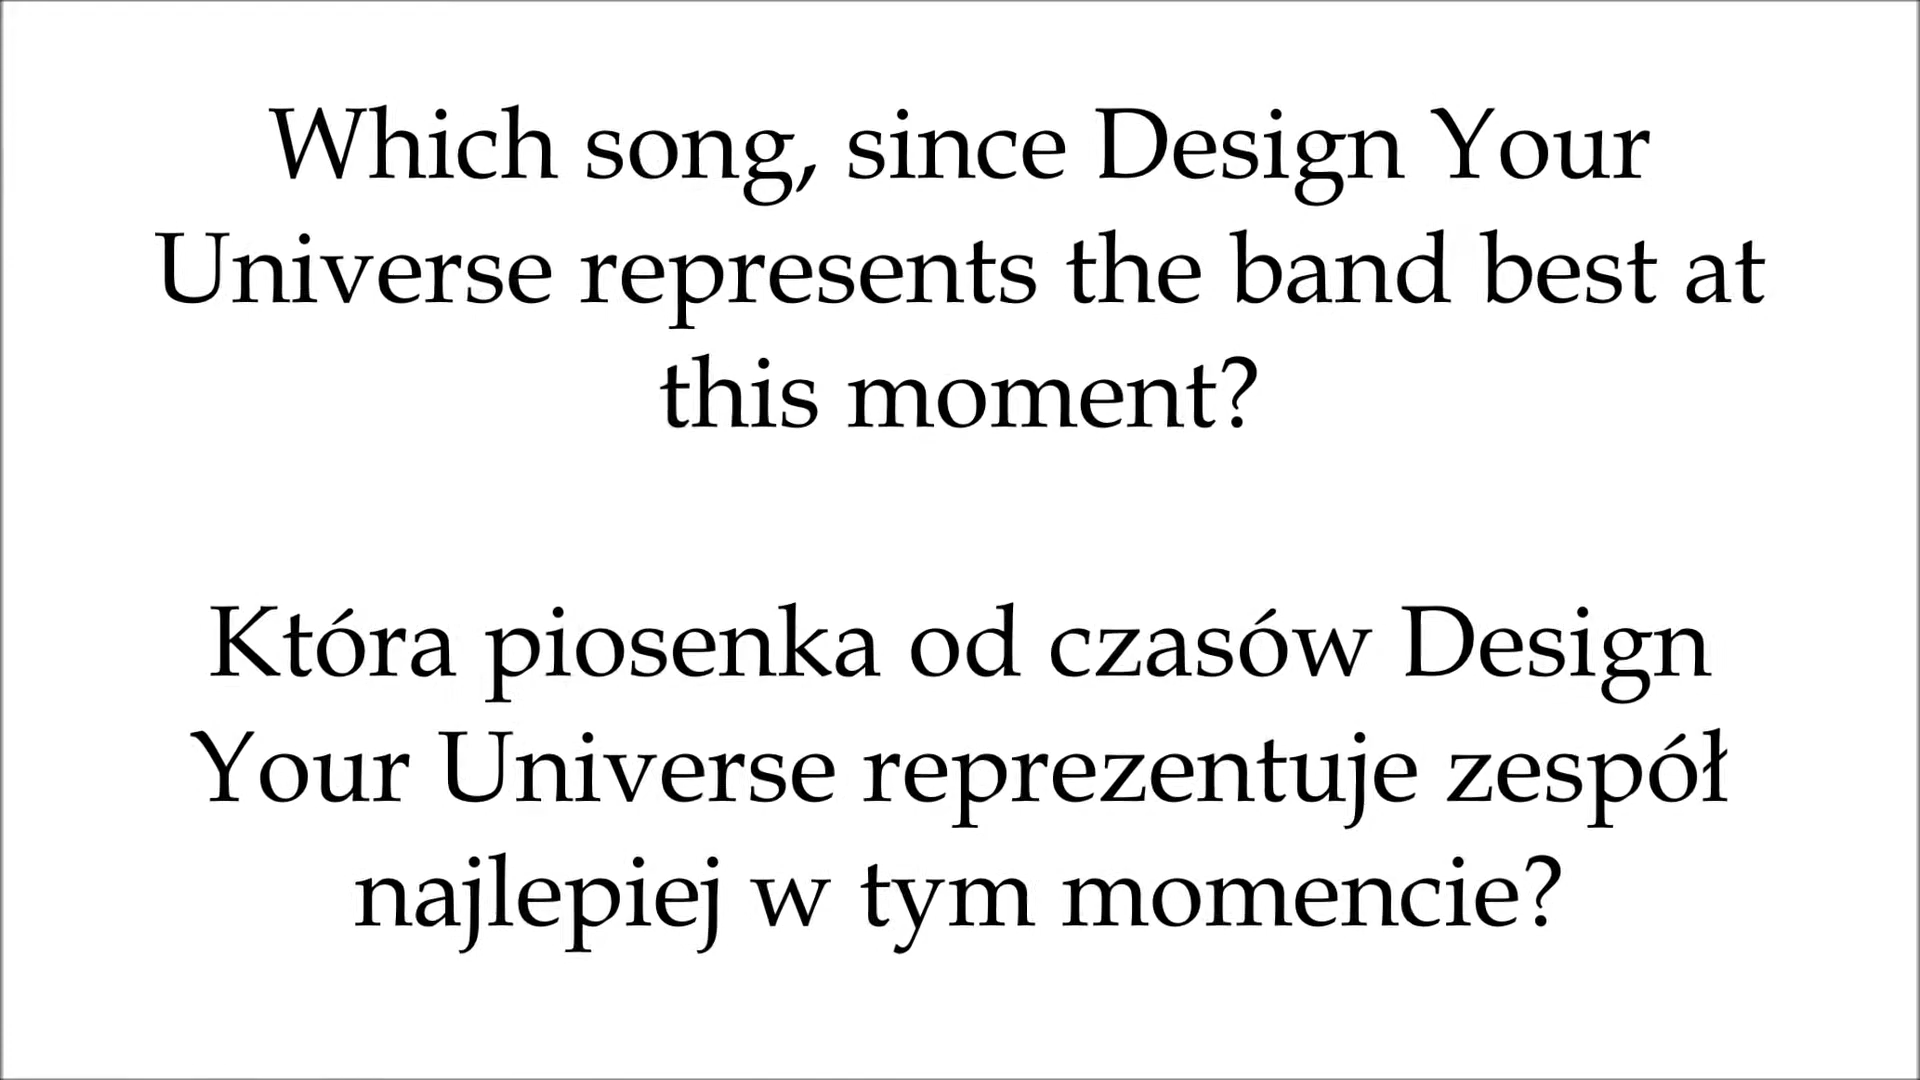 Which song, since Design Your
Universe represents the band best at
this moment?
Która piosenka od czasów Design
Your Universe reprezentuje zespół
najlepiej w tym momencie?